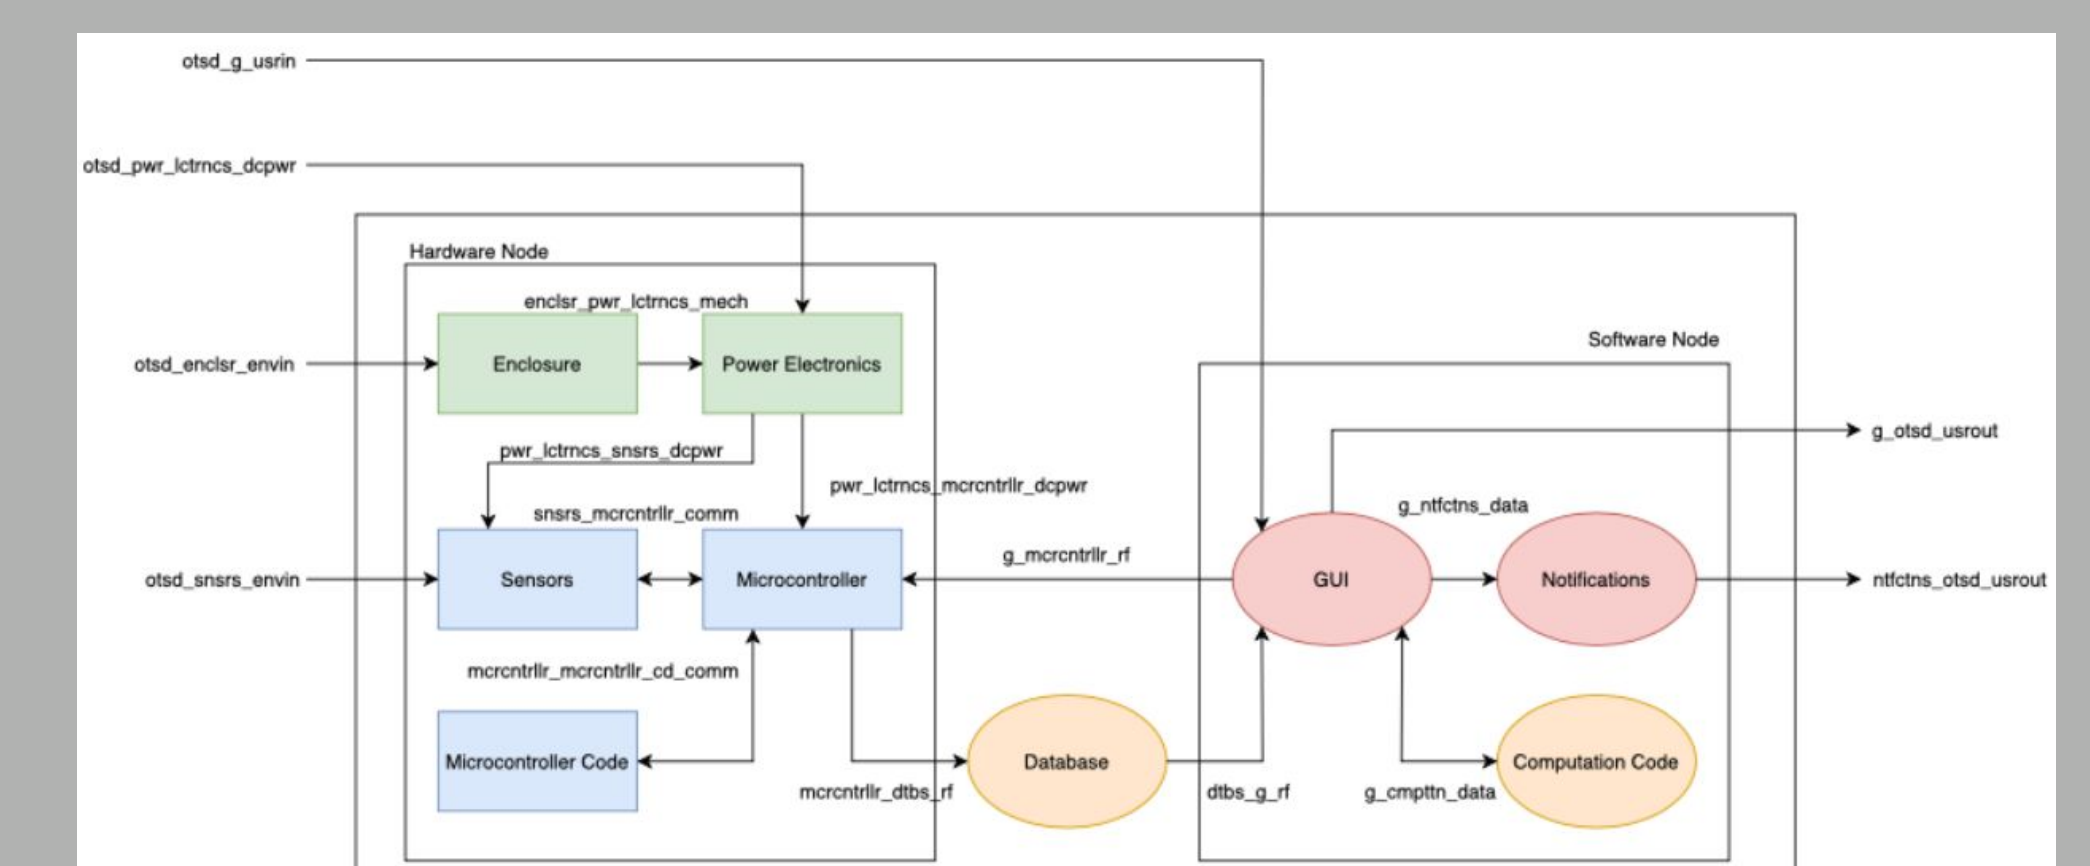 otsd_g_usrin
otsd_pwr_lctrncs_dcpwr
Hardware Node
enclsr_pwr_lctrncs_mech
Software Node
otsd_enclsr_envin
Enclosure
Power Electronics
g_otsd_usrout
pwr_lctrncs_snsrs_dcpwr
pwr_lctrncs_mcrcntrllr_dcpwr
g_ntfctns_data
snsrs_mcrcntrllr_comm
g_mcrcntrllr_rf
otsd_snsrs_envin
Sensors
Microcontroller
GUI
Notifications
ntfctns_otsd_usrout
mcrcntrllr_mcrcntrllr_cd_comm
Microcontroller Code
Database
Computation Code
mcrcntrllr_dtbs_rf
dtbs_g_rf
g_cmpttn_data